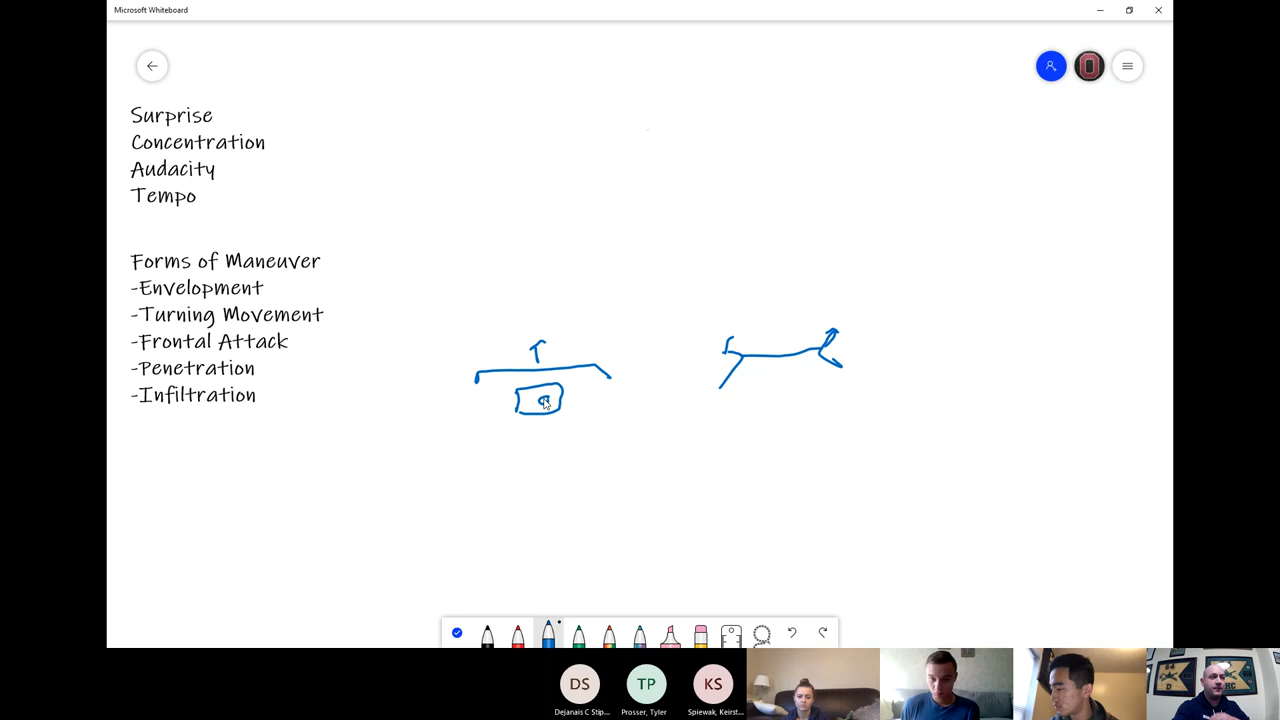 Microsoft Whiteboard
Surprise
Concentration
Audacity
Tempo
Forms of Maneuver
-Envelopment
-Turning Movement
-Frontal Attack
-Penetration
-Infiltration
DS
TP
KS
Dejanais C Stip...
Prosser, Tyler
Spiewak, Keirst...